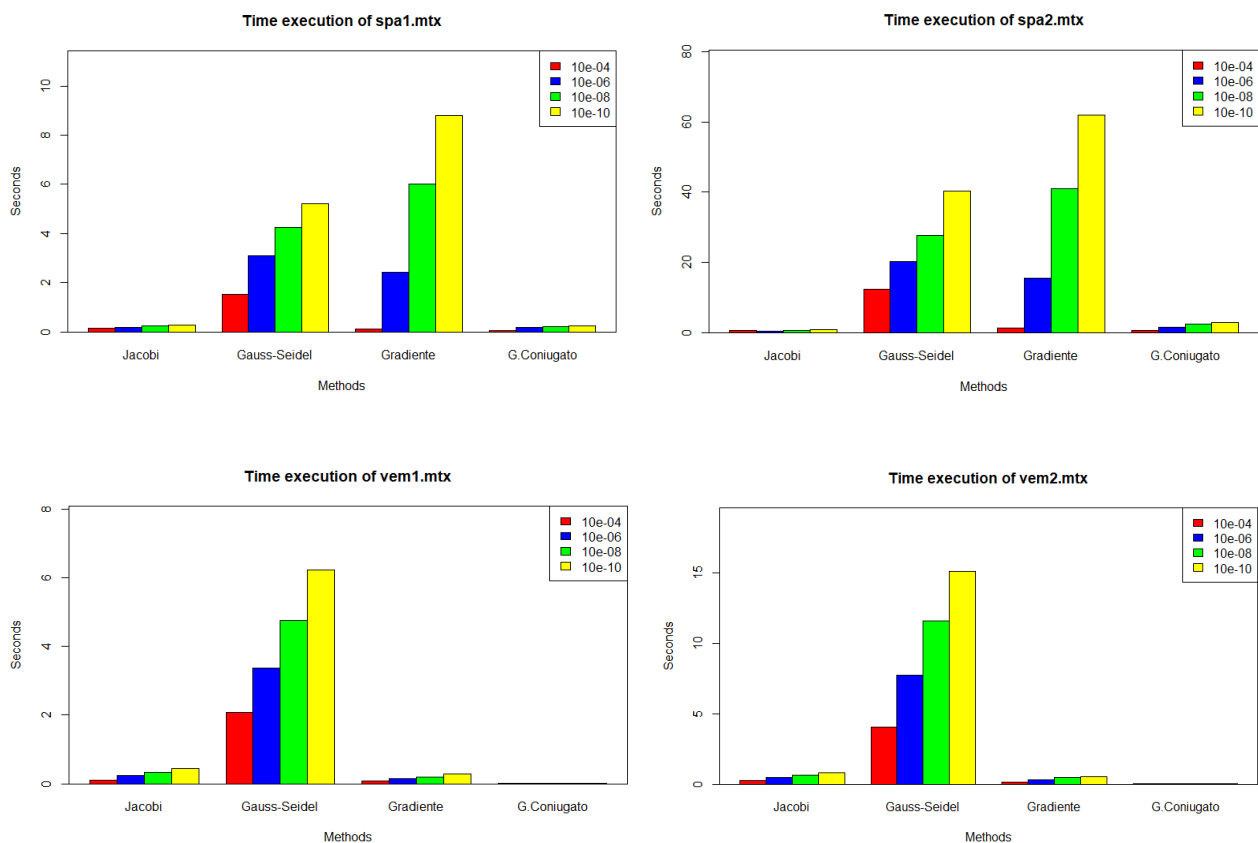 Time execution of spa1.mtx
10e-04
10e-06
10e-08
10e-10
Seconds
0
2
4
6
8
10
Jacobi
Gauss-Seidel
Gradiente
G.Coniugato
Methods
Time execution of spa2.mtx
10e-04
10e-06
10e-08
10e-10
Seconds
0
20
40
60
80
Jacobi
Gauss-Seidel
Gradiente
G.Coniugato
Methods
Time execution of vem1.mtx
10e-04
10e-06
10e-08
10e-10
Seconds
0
2
4
6
8
Jacobi
Gauss-Seidel
Gradiente
G.Coniugato
Methods
Time execution of vem2.mtx
10e-04
10e-06
10e-08
10e-10
Seconds
0
5
10
15
Jacobi
Gauss-Seidel
Gradiente
G.Coniugato
Methods